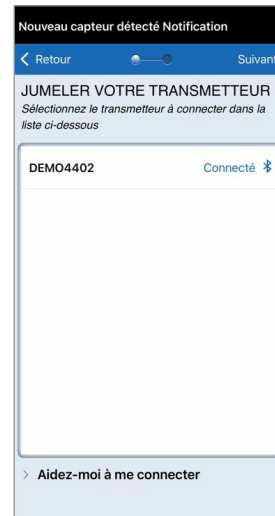 Nouveau capteur détecté Notification
Retour
Suivant
JUMELER VOTRE TRANSMETTEUR
Sélectionnez le transmetteur à connecter dans la
liste ci-dessous
DEMO4402 Connecté
Aidez-moi à me connecter